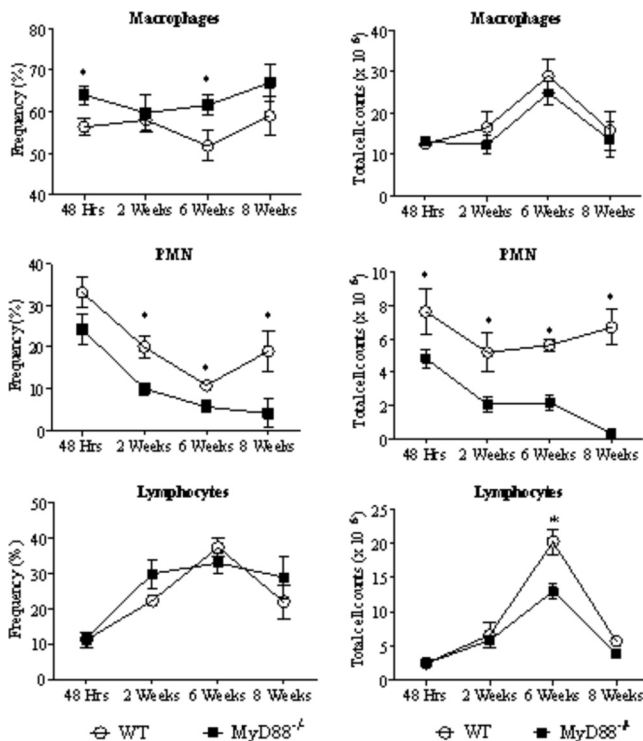 Macrophages
Frequency (%)
80
70
60
50
40
*
*
48 Hrs 2 Weeks 6 Weeks 8 Weeks
Macrophages
Total cell counts (x 10 6)
40
30
20
10
0
48 Hrs 2 Weeks 6 Weeks 8 Weeks
PMN
Frequency (%)
40
30
20
10
0
*
*
*
48 Hrs 2 Weeks 6 Weeks 8 Weeks
PMN
Total cell counts (x 10 6)
10
8
6
4
2
0
*
*
*
*
48 Hrs 2 Weeks 6 Weeks 8 Weeks
Lymphocytes
Frequency (%)
50
40
30
20
10
0
48 Hrs 2 Weeks 6 Weeks 8 Weeks
Lymphocytes
Total cell counts (x 10 6)
25
20
15
10
5
0
*
48 Hrs 2 Weeks 6 Weeks 8 Weeks
WT MyD88-/-
WT MyD88-/-